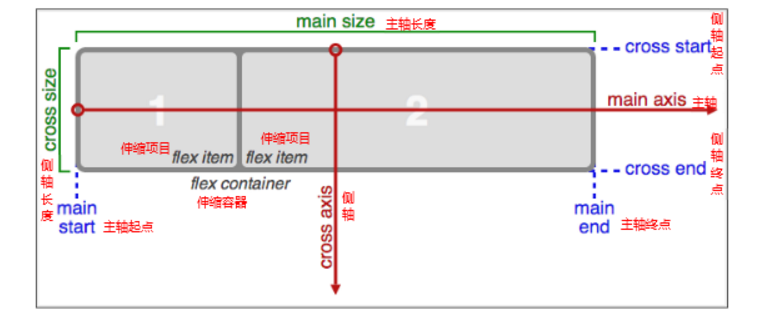 main size 主轴长度
侧轴起点
cross start
cross size
侧轴长度
1
2
main axis 主轴
伸缩项目
伸缩项目
flex item
flex item
flex container
伸缩容器
cross axis
侧轴
cross end
侧轴终点
main
start 主轴起点
main
end 主轴终点